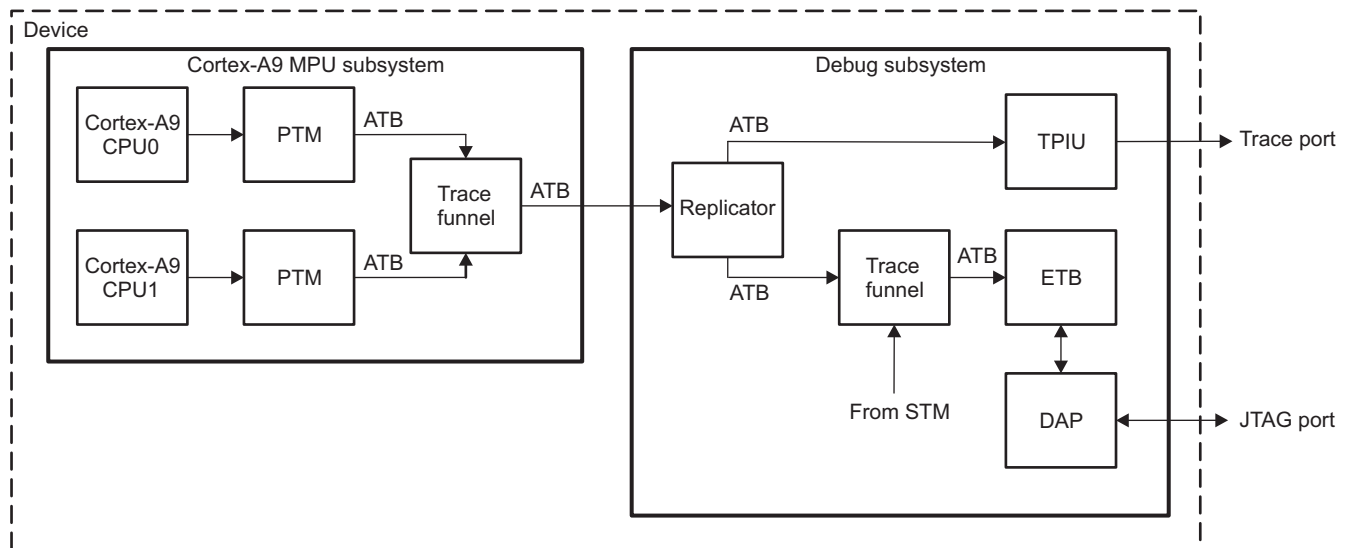 Device
Cortex-A9 MPU subsystem
Debug subsystem
Cortex-A9
CPU0
PTM
ATB
Trace
funnel
ATB
Cortex-A9
CPU1
PTM
ATB
Replicator
ATB
TPIU
Trace port
ATB
Trace
funnel
ATB
ETB
From STM
DAP
JTAG port